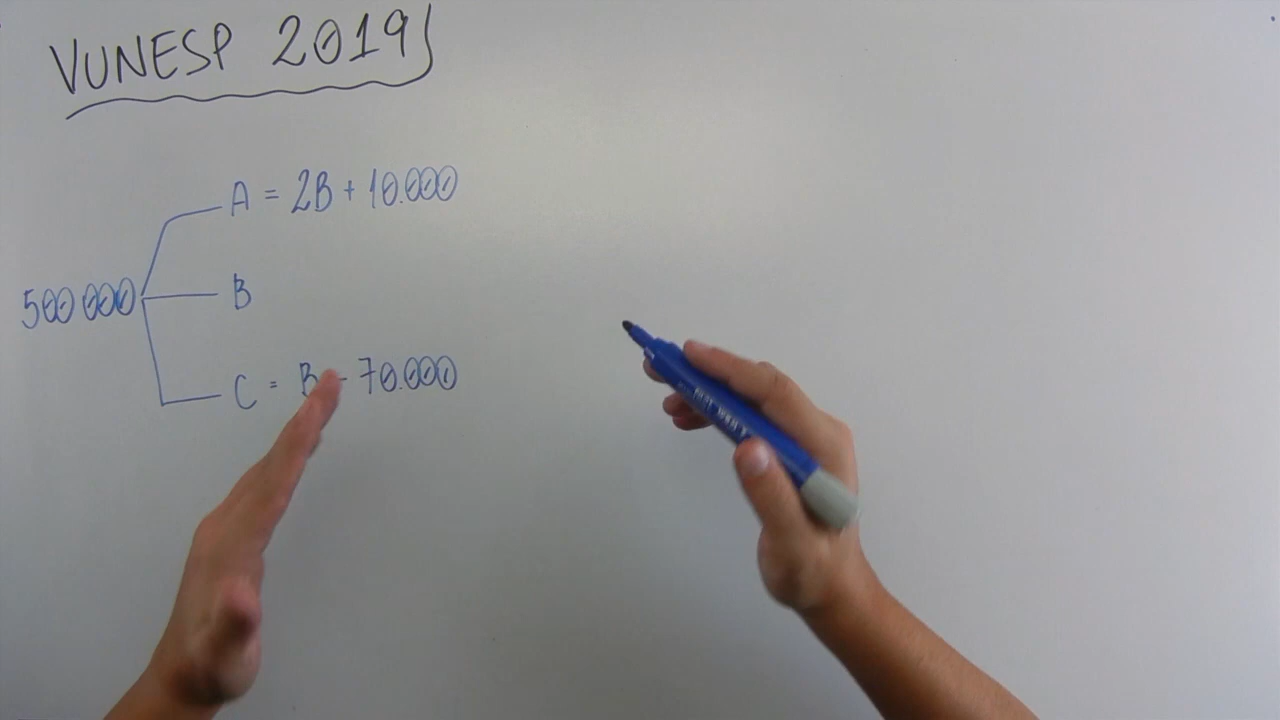 VUNESP 2019
A = 2B + 10.000
500 000
B
C = B - 70.000